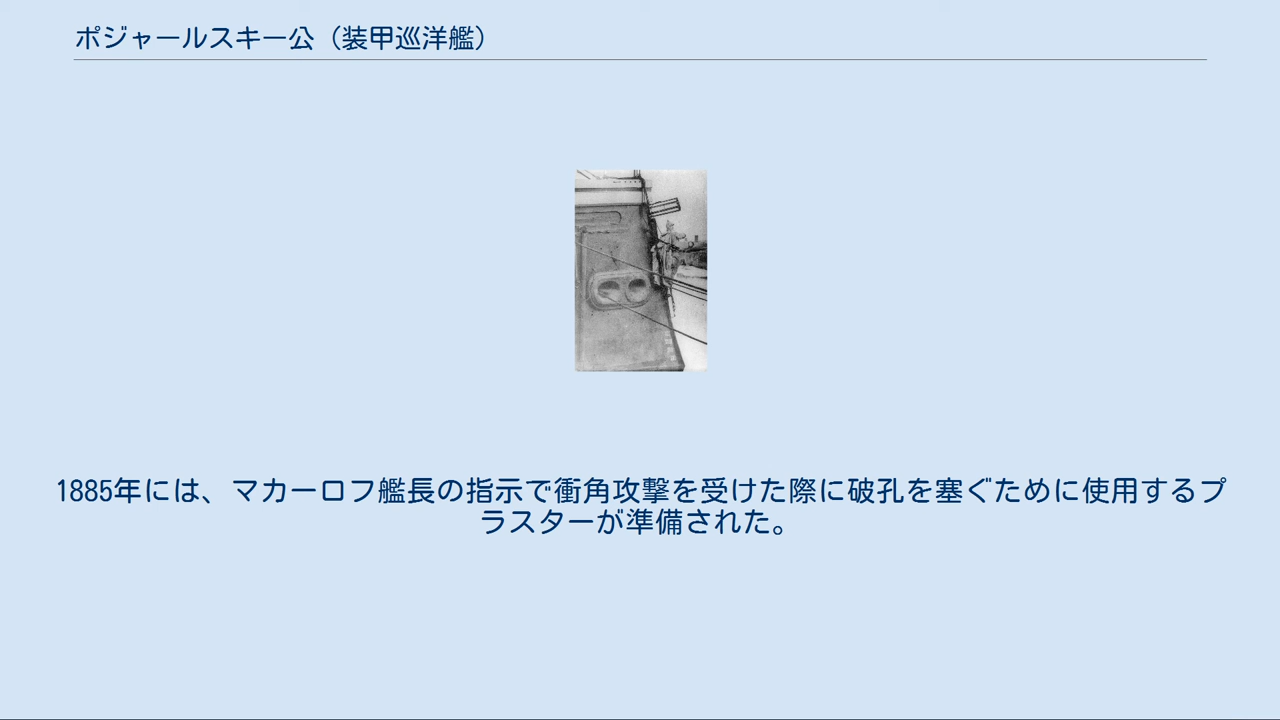 ポジャールスキー公（装甲巡洋艦）
1885年には、マカーロフ艦長の指示で衝角攻撃を受けた際に破孔を塞ぐために使用するプ
ラスターが準備された。